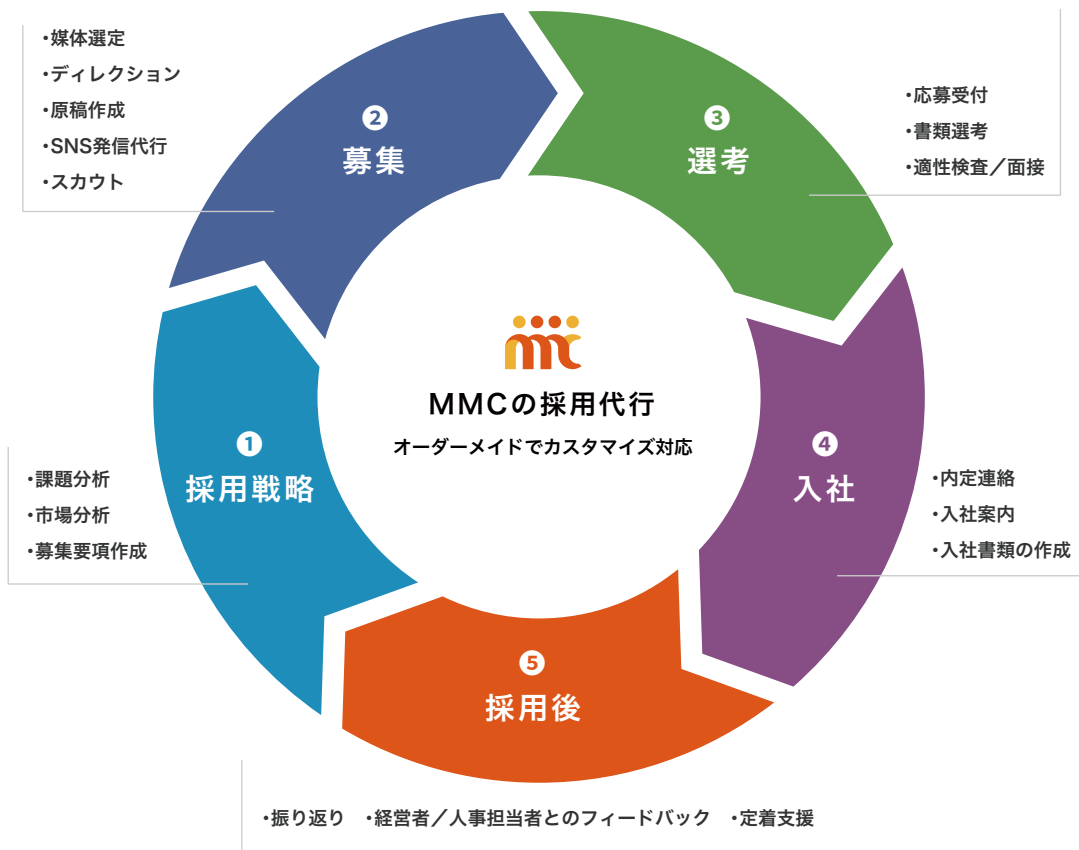 ・媒体選定
・ディレクション
・原稿作成
・SNS発信代行
・スカウト
❷
募集
❸
選考
・応募受付
・書類選考
・適性検査／面接
mc
MMCの採用代行
オーダーメイドでカスタマイズ対応
❶
採用戦略
・課題分析
・市場分析
・募集要項作成
❹
入社
・内定連絡
・入社案内
・入社書類の作成
❺
採用後
・振り返り ・経営者／人事担当者とのフィードバック ・定着支援